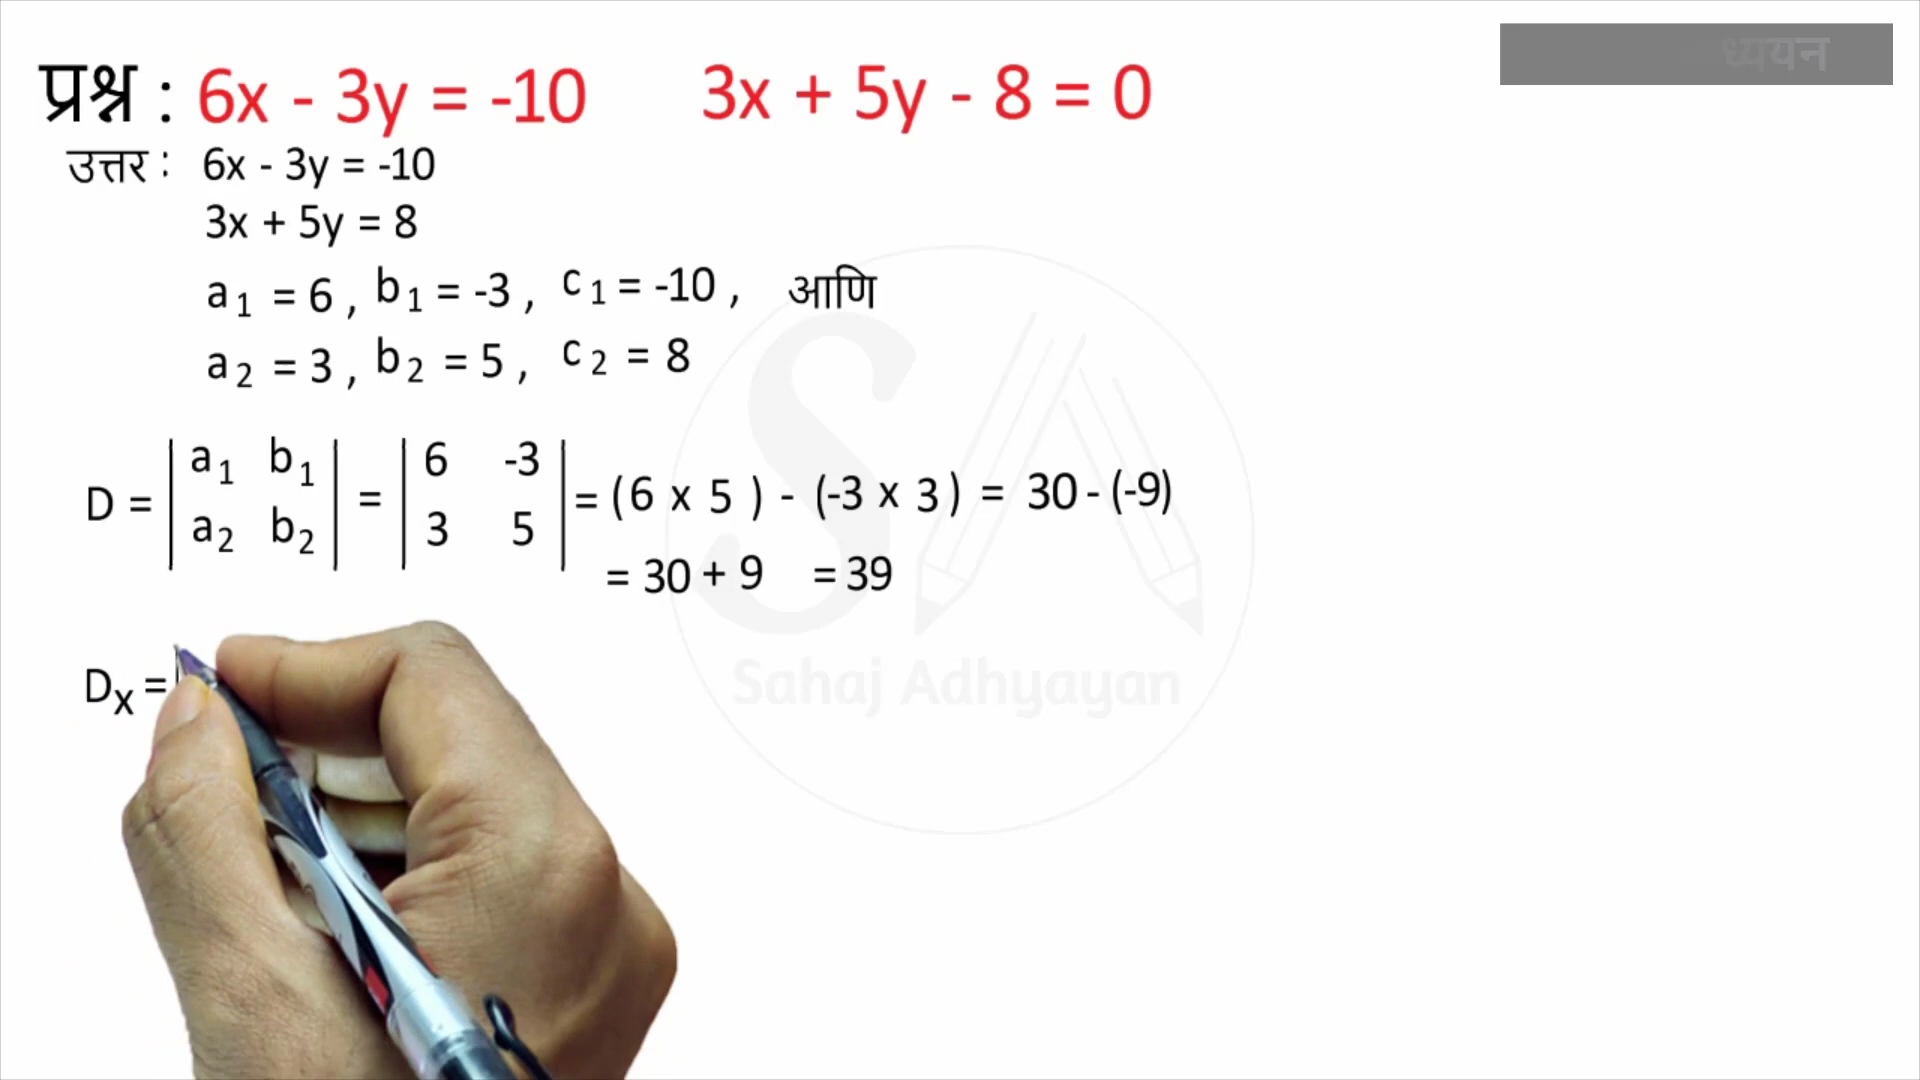 ध्ययन
प्रश्न : 6x - 3y = -10 3x + 5y - 8 = 0
उत्तर : 6x - 3y = -10
3x + 5y = 8
a1 = 6 , b1 = -3 , c1 = -10 , आणि
a2 = 3 , b2 = 5 , c2 = 8
D = | a1 b1 | = | 6 -3 | = (6 x 5 ) - (-3 x 3 ) = 30 - (-9)
a2 b2 3 5
= 30 + 9 = 39
Dx =
Sahaj Adhyayan